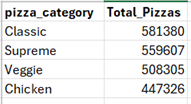 pizza_category Total_Pizzas
Classic 581380
Supreme 559607
Veggie 508305
Chicken 447326